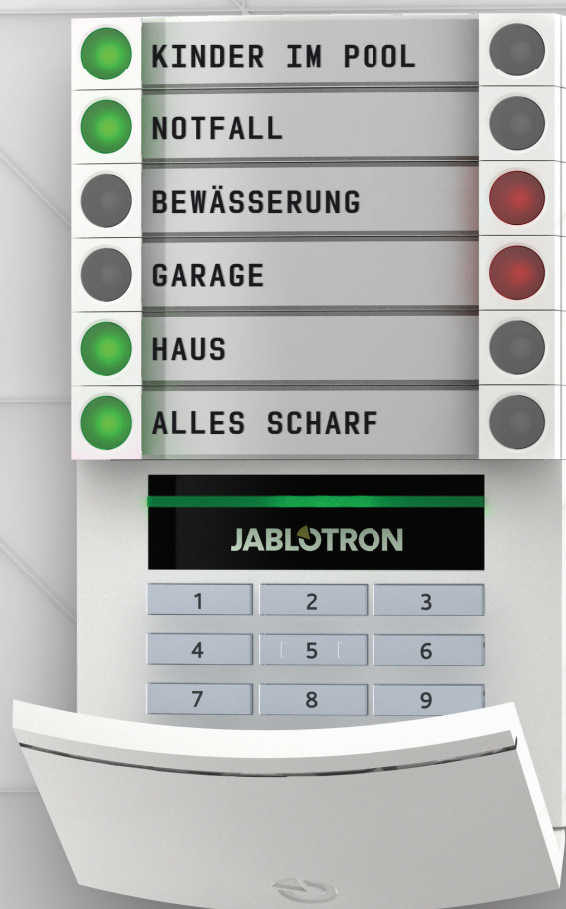 KINDER IM POOL
NOTFALL
BEWÄSSERUNG
GARAGE
HAUS
ALLES SCHARF
JABLOTRON
1 2 3
4 5 6
7 8 9